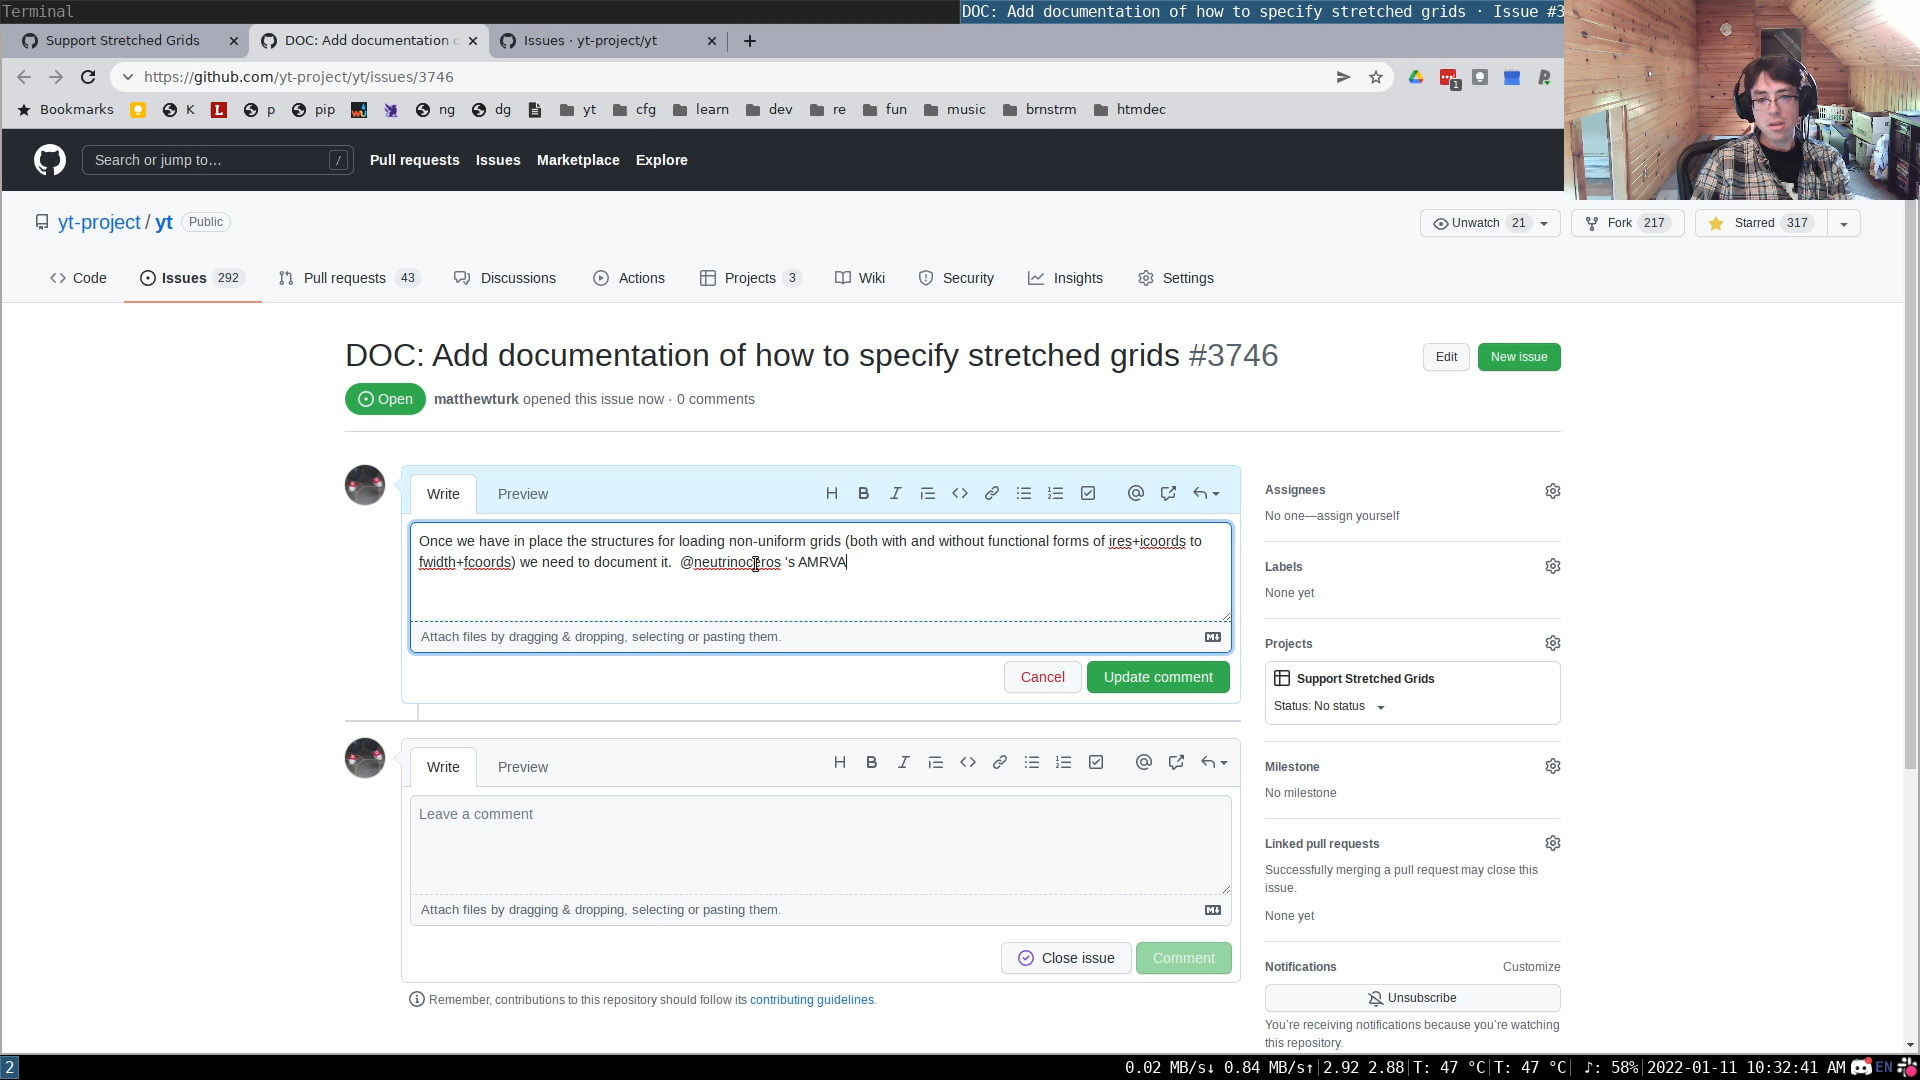 Terminal
DOC: Add documentation of how to specify stretched grids · Issue #3
Support Stretched Grids
DOC: Add documentation o
Issues · yt-project/yt
https://github.com/yt-project/yt/issues/3746
1
Bookmarks
K
L
p
pip
ng
dg
yt
cfg
learn
dev
re
fun
music
brnstrm
htmdec
Search or jump to…
/
Pull requests
Issues
Marketplace
Explore
yt-project / yt
Public
Unwatch 21
Fork 217
Starred 317
Code
Issues 292
Pull requests 43
Discussions
Actions
Projects 3
Wiki
Security
Insights
Settings
DOC: Add documentation of how to specify stretched grids #3746
Edit
New issue
Open
matthewturk opened this issue now · 0 comments
Write
Preview
Once we have in place the structures for loading non-uniform grids (both with and without functional forms of ires+icoords to
fwidth+fcoords) we need to document it.  @neutrinoceros 's AMRVA
Attach files by dragging & dropping, selecting or pasting them.
Cancel
Update comment
Write
Preview
Leave a comment
Attach files by dragging & dropping, selecting or pasting them.
Close issue
Comment
Remember, contributions to this repository should follow its contributing guidelines.
Assignees
No one—assign yourself
Labels
None yet
Projects
Support Stretched Grids
Status: No status
Milestone
No milestone
Linked pull requests
Successfully merging a pull request may close this
issue.
None yet
Notifications
Customize
Unsubscribe
You're receiving notifications because you're watching
this repository.
2
0.02 MB/s↓ 0.84 MB/s↑|2.92 2.88|T: 47 °C|T: 47 °C| ♪: 58%|2022-01-11 10:32:41 AM
EN